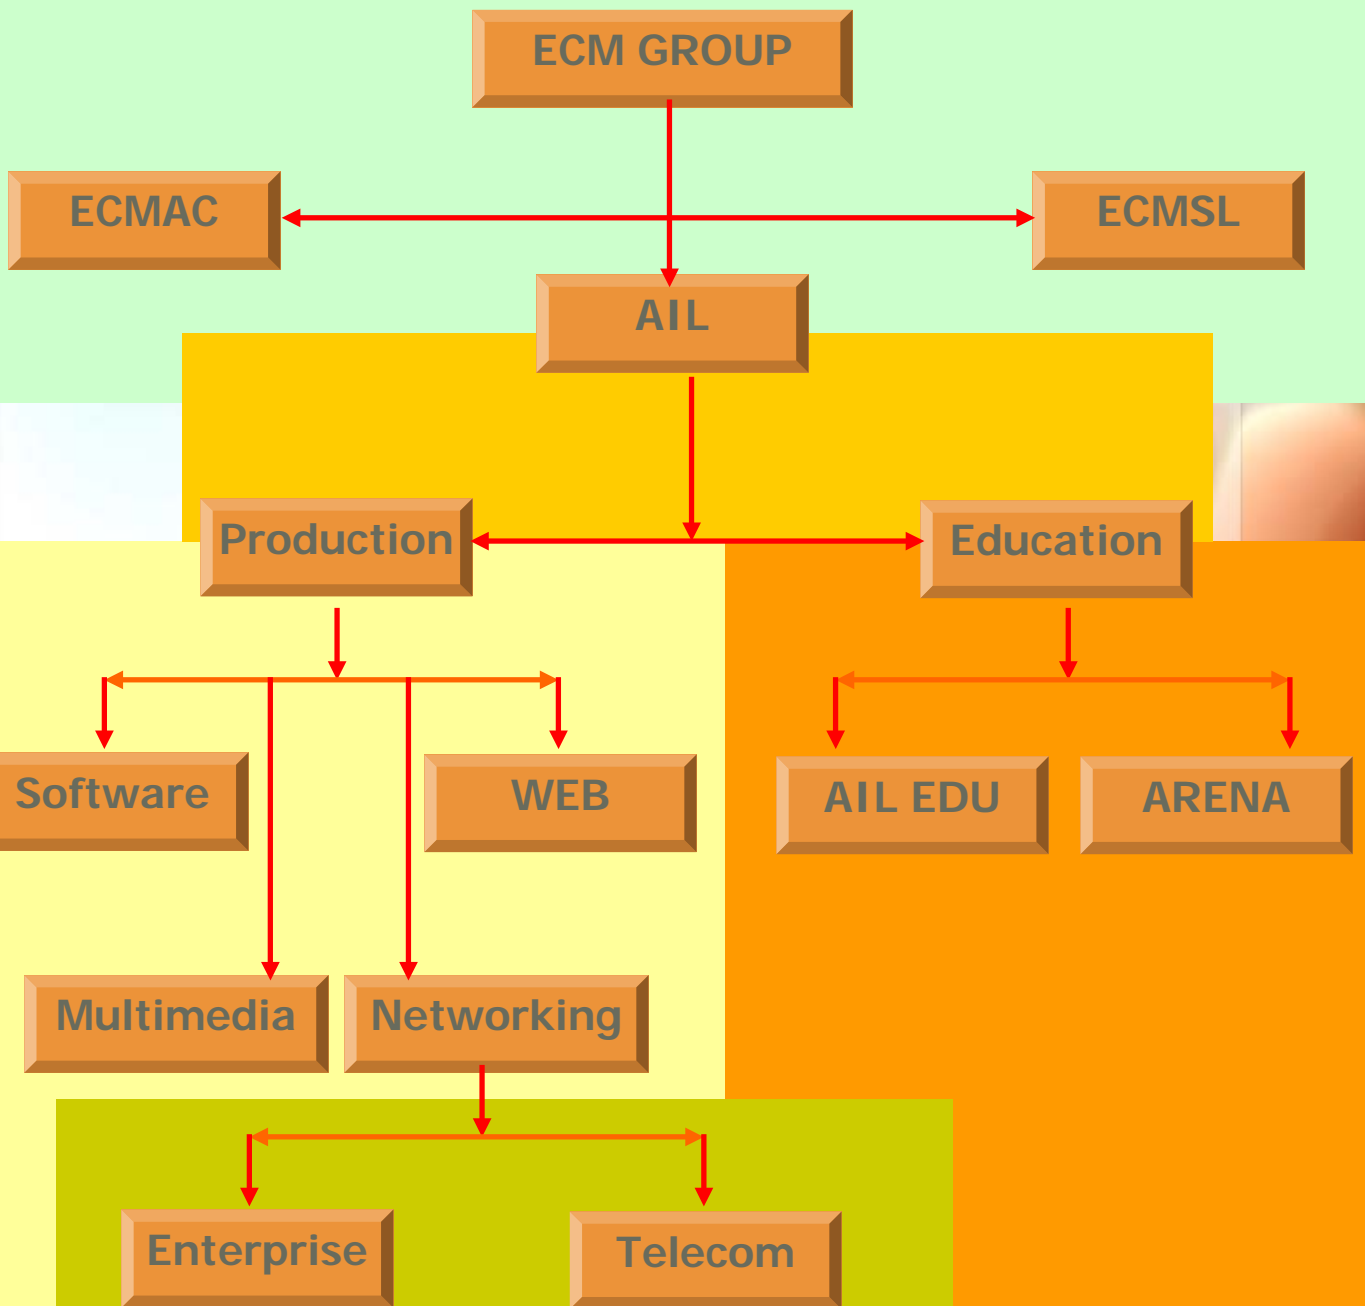 ECM GROUP
ECMAC
ECMSL
AIL
Production
Education
Software
WEB
AIL EDU
ARENA
Multimedia
Networking
Enterprise
Telecom